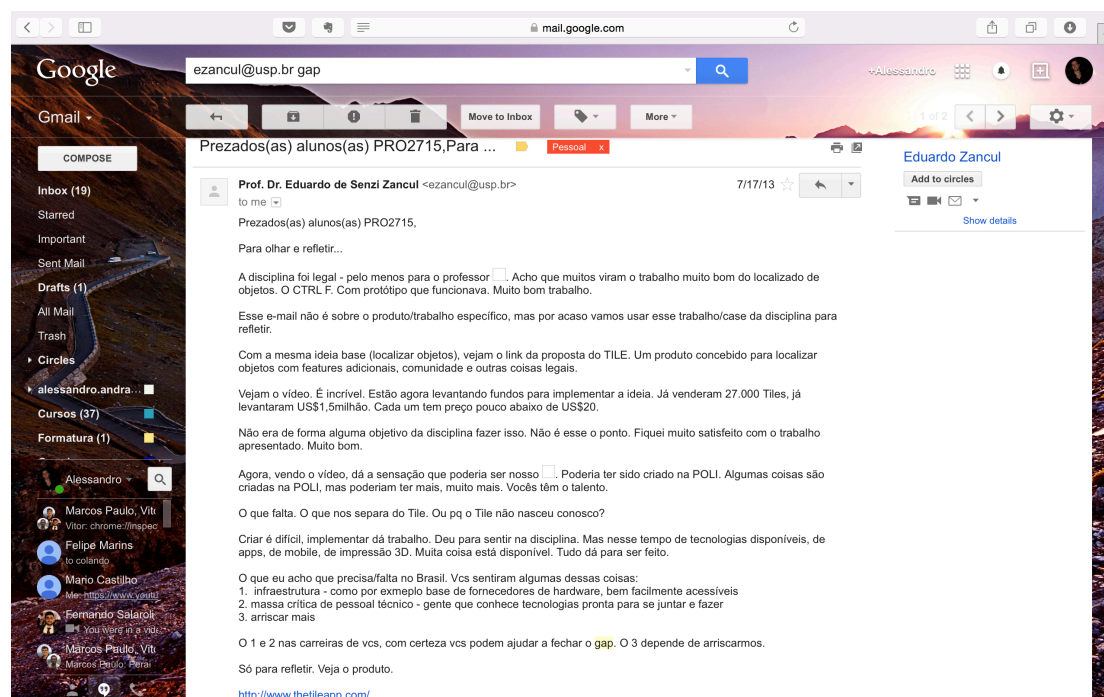 mail.google.com
Google
ezancul@usp.br gap
+Alessandro
Gmail
Move to Inbox
More
1 of 2
COMPOSE
Inbox (19)
Starred
Important
Sent Mail
Drafts (1)
All Mail
Trash
Circles
alessandro.andra...
Cursos (37)
Formatura (1)
Alessandro
Marcos Paulo, Vito
Vitor: chrome://inspec
Felipe Marins
to colando
Mario Castilho
Me: https://www.youtu
Fernando Salaroli
You were in a vide
Marcos Paulo, Vito
Marcos Paulo: Perai
Prezados(as) alunos(as) PRO2715,Para ...
Pessoal x
Prof. Dr. Eduardo de Senzi Zancul <ezancul@usp.br>
7/17/13
to me
Prezados(as) alunos(as) PRO2715,
Para olhar e refletir...
A disciplina foi legal - pelo menos para o professor . Acho que muitos viram o trabalho muito bom do localizado de
objetos. O CTRL F. Com protótipo que funcionava. Muito bom trabalho.
Esse e-mail não é sobre o produto/trabalho específico, mas por acaso vamos usar esse trabalho/case da disciplina para
refletir.
Com a mesma ideia base (localizar objetos), vejam o link da proposta do TILE. Um produto concebido para localizar
objetos com features adicionais, comunidade e outras coisas legais.
Vejam o vídeo. É incrível. Estão agora levantando fundos para implementar a ideia. Já venderam 27.000 Tiles, já
levantaram US$1,5milhão. Cada um tem preço pouco abaixo de US$20.
Não era de forma alguma objetivo da disciplina fazer isso. Não é esse o ponto. Fiquei muito satisfeito com o trabalho
apresentado. Muito bom.
Agora, vendo o vídeo, dá a sensação que poderia ser nosso . Poderia ter sido criado na POLI. Algumas coisas são
criadas na POLI, mas poderiam ter mais, muito mais. Vocês têm o talento.
O que falta. O que nos separa do Tile. Ou pq o Tile não nasceu conosco?
Criar é difícil, implementar dá trabalho. Deu para sentir na disciplina. Mas nesse tempo de tecnologias disponíveis, de
apps, de mobile, de impressão 3D. Muita coisa está disponível. Tudo dá para ser feito.
O que eu acho que precisa/falta no Brasil. Vcs sentiram algumas dessas coisas:
1. infraestrutura - como por exmeplo base de fornecedores de hardware, bem facilmente acessíveis
2. massa crítica de pessoal técnico - gente que conhece tecnologias pronta para se juntar e fazer
3. arriscar mais
O 1 e 2 nas carreiras de vcs, com certeza vcs podem ajudar a fechar o gap. O 3 depende de arriscarmos.
Só para refletir. Veja o produto.
http://www.thetileapp.com/
Eduardo Zancul
Add to circles
Show details